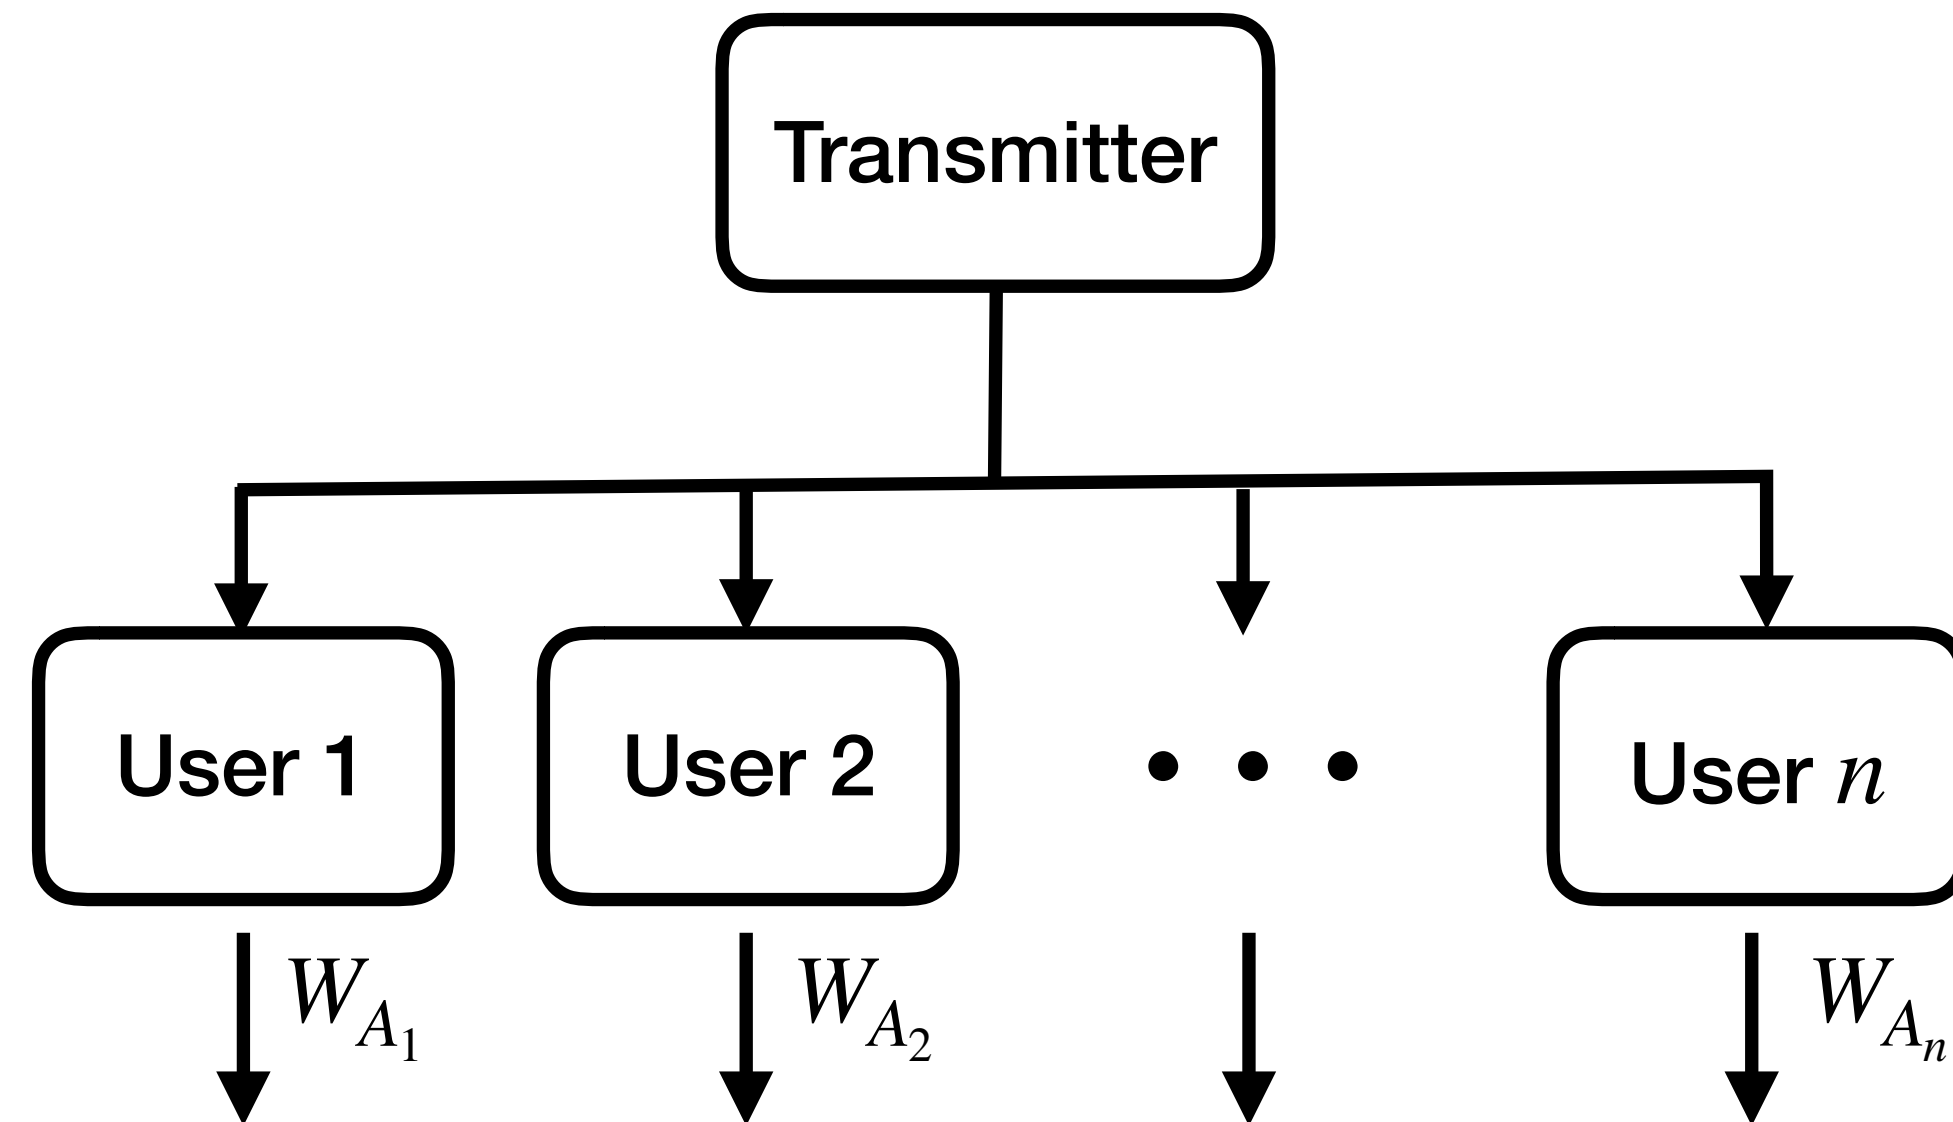 Transmitter
User 1 User 2 • • • User n
W_{A_1} W_{A_2} W_{A_n}